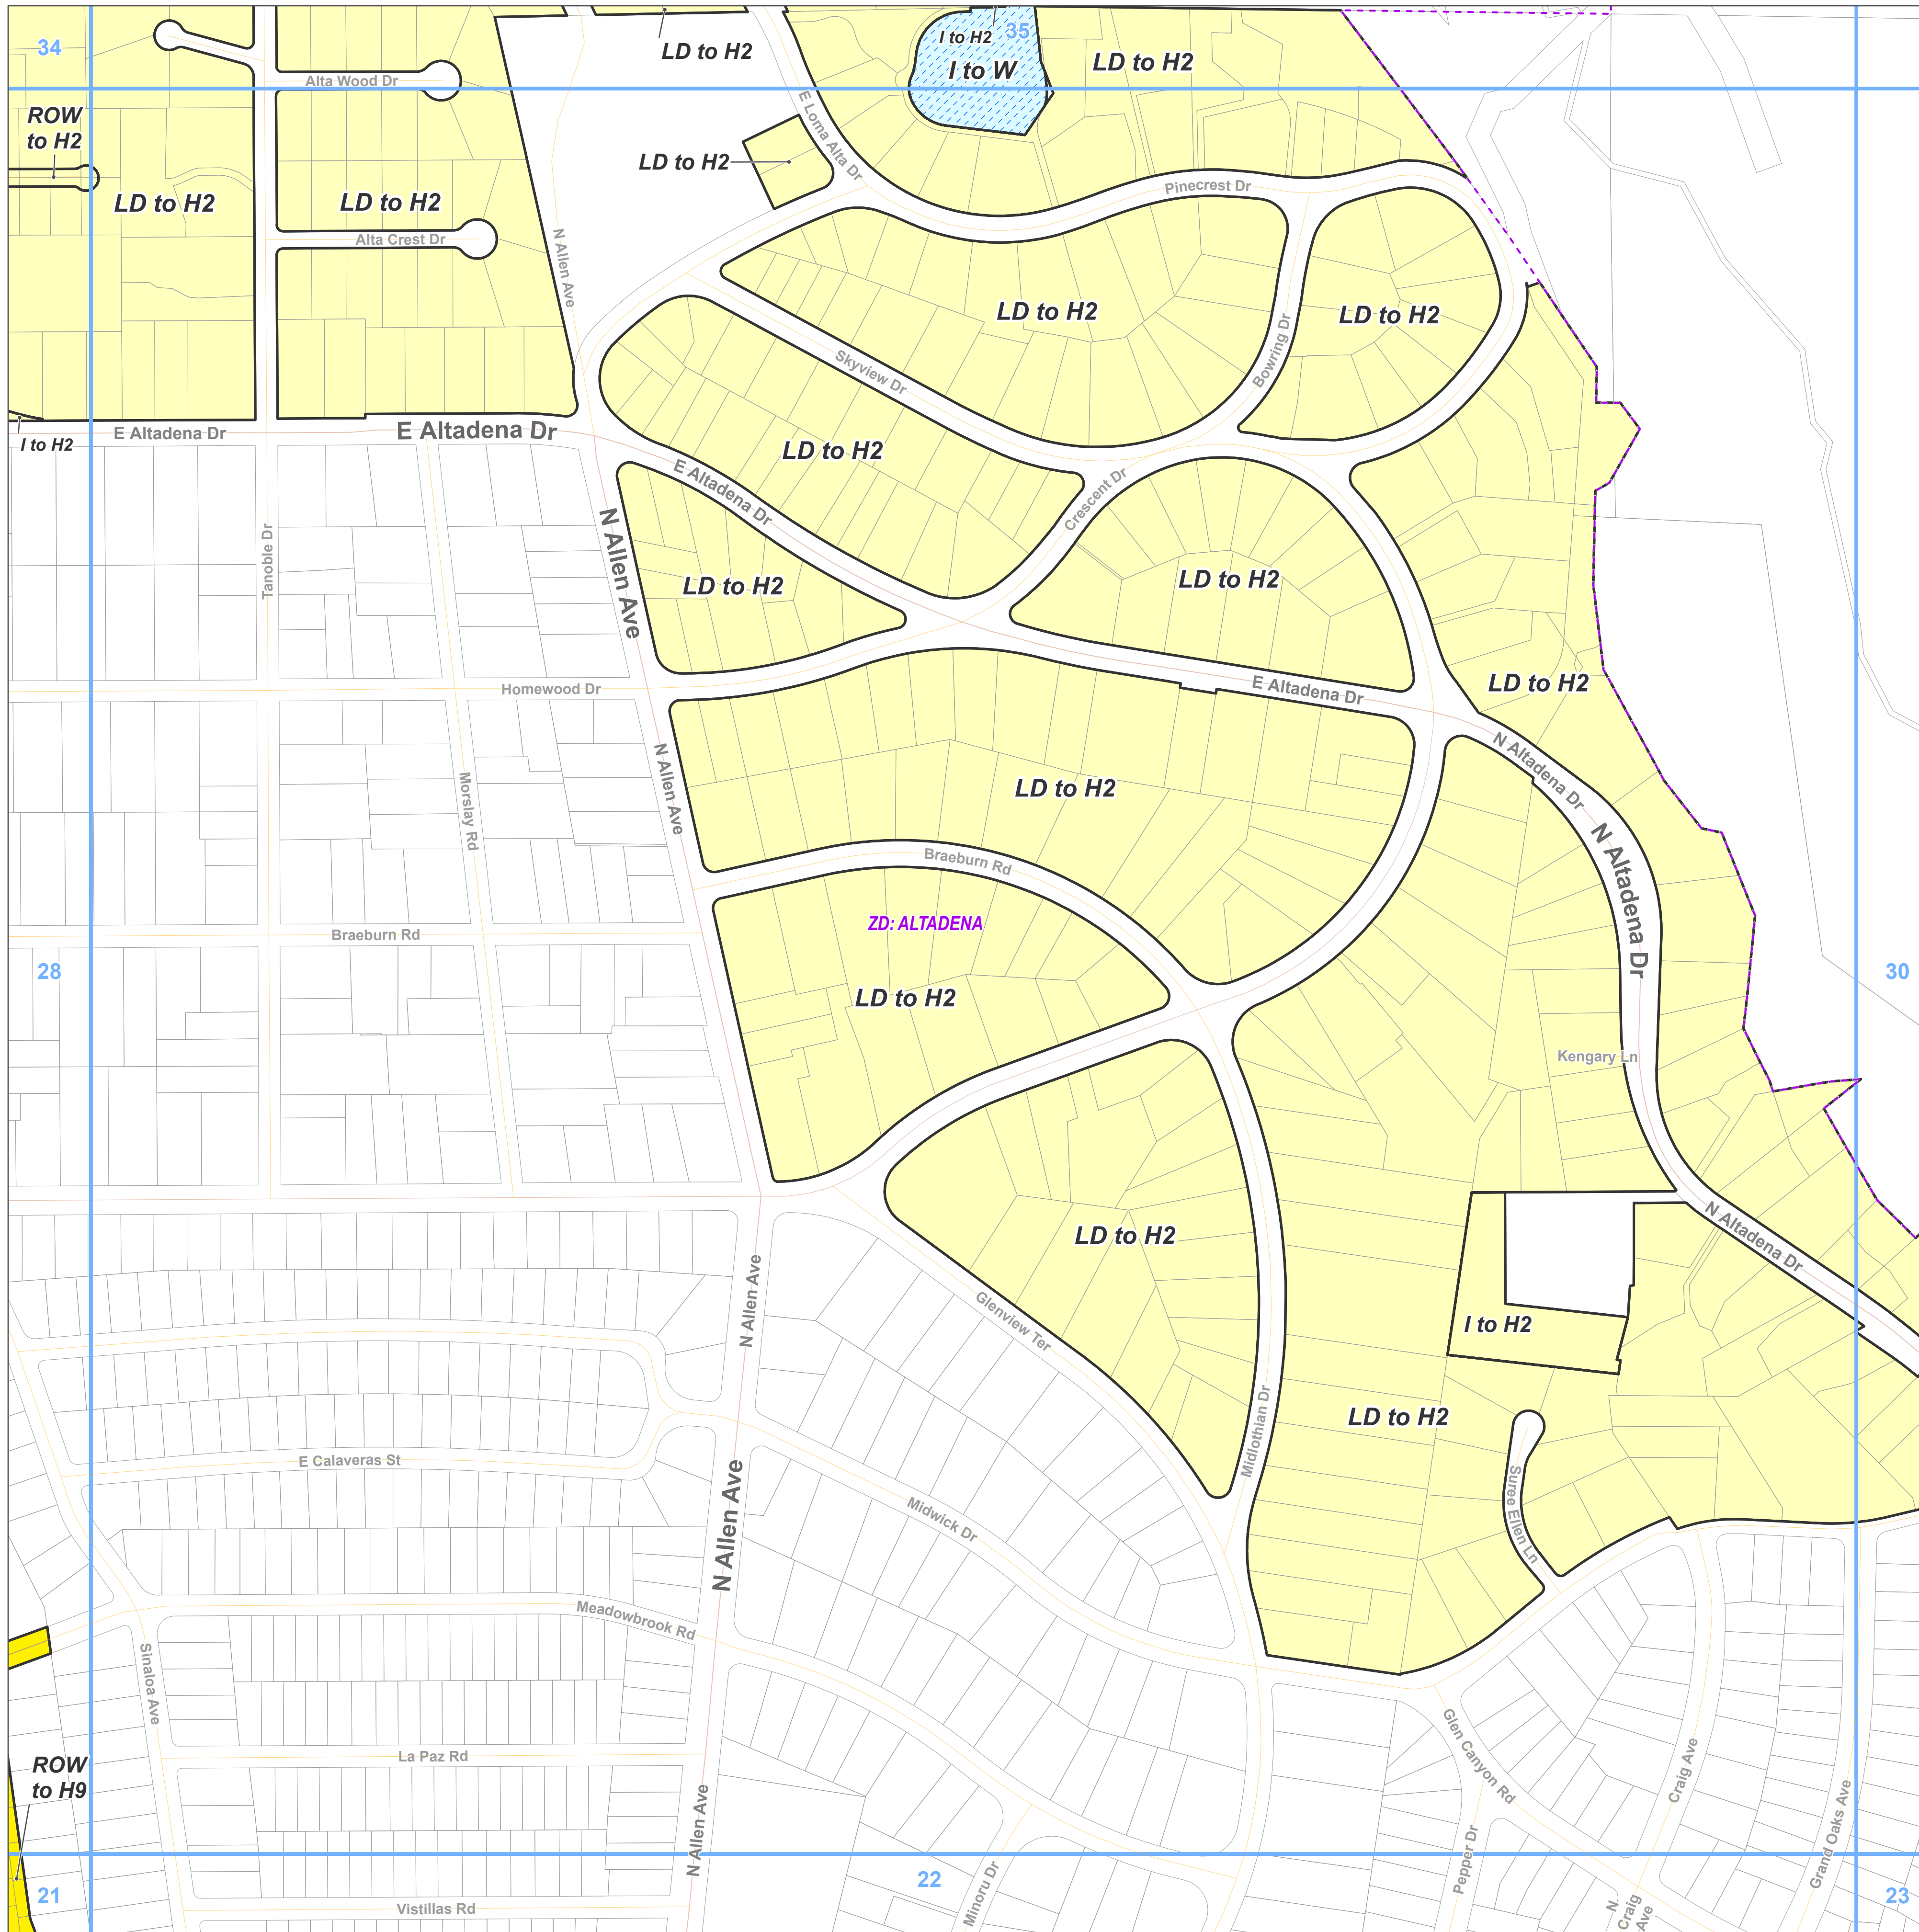 34
LD to H2
I to H2
35
I to W
LD to H2
Alta Wood Dr
ROW
to H2
E Loma Alta Dr
LD to H2
LD to H2
LD to H2
Pinecrest Dr
Alta Crest Dr
N Allen Ave
LD to H2
LD to H2
Bowring Dr
Skyview Dr
I to H2
E Altadena Dr
E Altadena Dr
LD to H2
E Altadena Dr
Crescent Dr
Tanoble Dr
N Allen Ave
LD to H2
LD to H2
Homewood Dr
E Altadena Dr
LD to H2
N Altadena Dr
N Allen Ave
Morslay Rd
LD to H2
N Altadena Dr
Braeburn Rd
ZD: ALTADENA
Braeburn Rd
28
LD to H2
30
Kengary Ln
LD to H2
N Altadena Dr
N Allen Ave
Glenview Ter
I to H2
Midlothian Dr
LD to H2
E Calaveras St
Suree Ellen Ln
N Allen Ave
Midwick Dr
Meadowbrook Rd
Sinaloa Ave
La Paz Rd
ROW
to H9
Glen Canyon Rd
Craig Ave
N Allen Ave
Pepper Dr
Grand Oaks Ave
21
22
23
Minoru Dr
N
Craig
Ave
Vistillas Rd